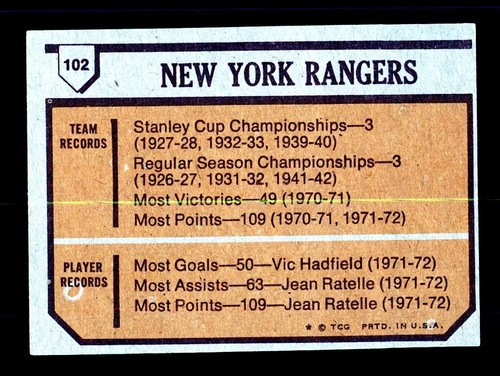 102
NEW YORK RANGERS
TEAM
RECORDS
Stanley Cup Championships—3
(1927-28, 1932-33, 1939-40)
Regular Season Championships—3
(1926-27, 1931-32, 1941-42)
Most Victories—49 (1970-71)
Most Points—109 (1970-71, 1971-72)
PLAYER
RECORDS
Most Goals—50—Vic Hadfield (1971-72)
Most Assists—63—Jean Ratelle (1971-72)
Most Points—109—Jean Ratelle (1971-72)
* © TCG PRTD. IN U.S.A.